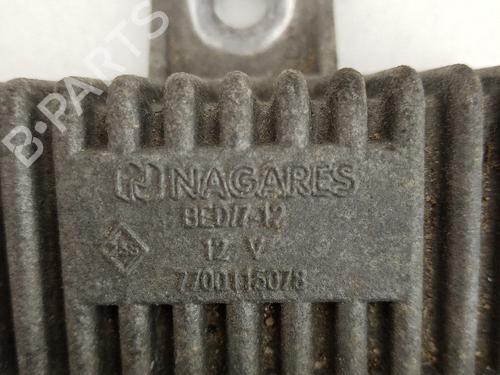 B-PARTS
NAGARES
BED/7-12
12 V
7700115078